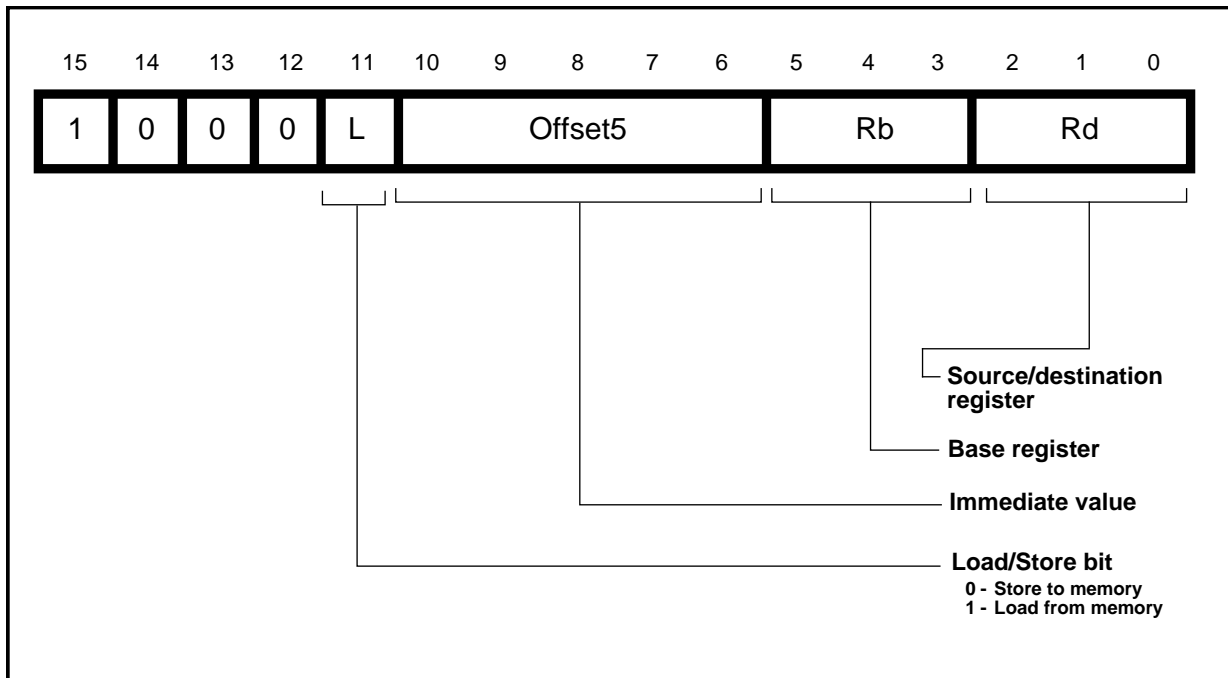 15 14 13 12 11 10 9 8 7 6 5 4 3 2 1 0
1 0 0 0 L Offset5 Rb Rd
Source/destination
register
Base register
Immediate value
Load/Store bit
0 - Store to memory
1 - Load from memory